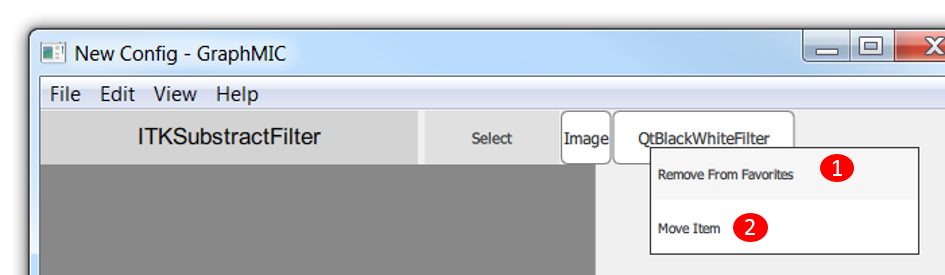 New Config - GraphMIC
File Edit View Help
ITKSubstractFilter Select Image QtBlackWhiteFilter
Remove From Favorites 1
Move Item 2